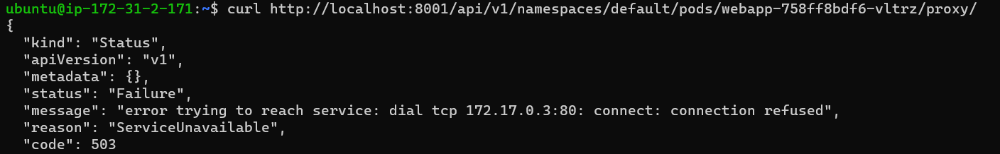 ubuntu@ip-172-31-2-171:~$ curl http://localhost:8001/api/v1/namespaces/default/pods/webapp-758ff8bdf6-vltrz/proxy/
{
  "kind": "Status",
  "apiVersion": "v1",
  "metadata": {},
  "status": "Failure",
  "message": "error trying to reach service: dial tcp 172.17.0.3:80: connect: connection refused",
  "reason": "ServiceUnavailable",
  "code": 503